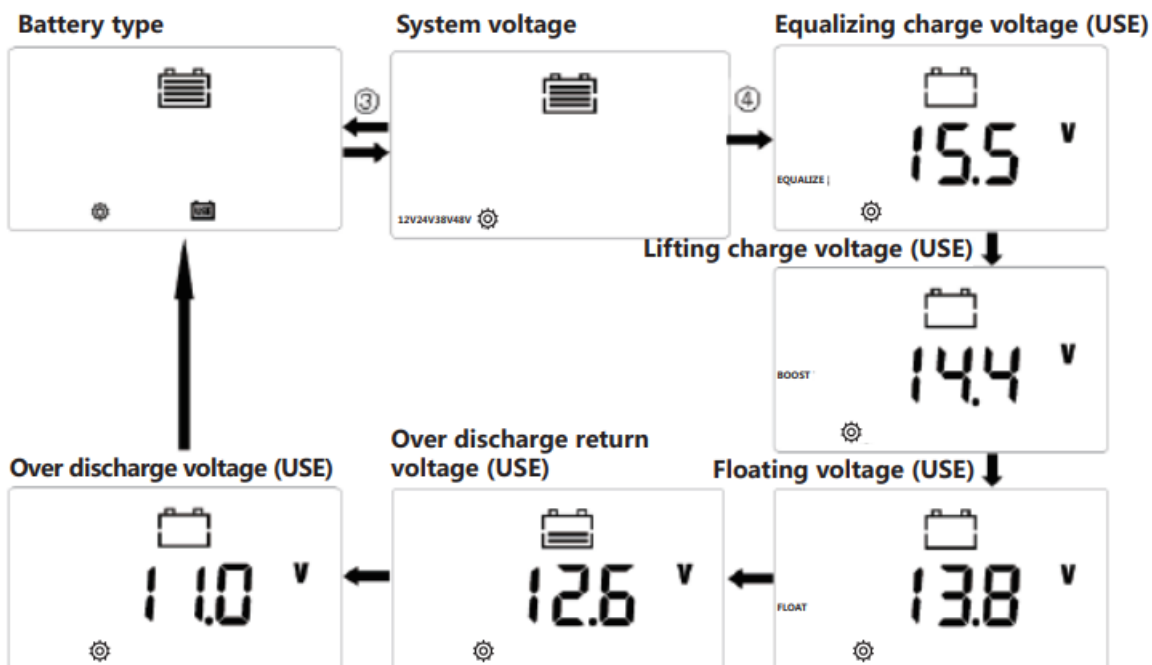 Battery type
System voltage
Equalizing charge voltage (USE)
③
④
15.5 V
EQUALIZE |
USE
12V24V38V48V
Lifting charge voltage (USE)
14.4 V
BOOST
Over discharge return
voltage (USE)
Over discharge voltage (USE)
Floating voltage (USE)
11.0 V
12.6 V
13.8 V
FLOAT